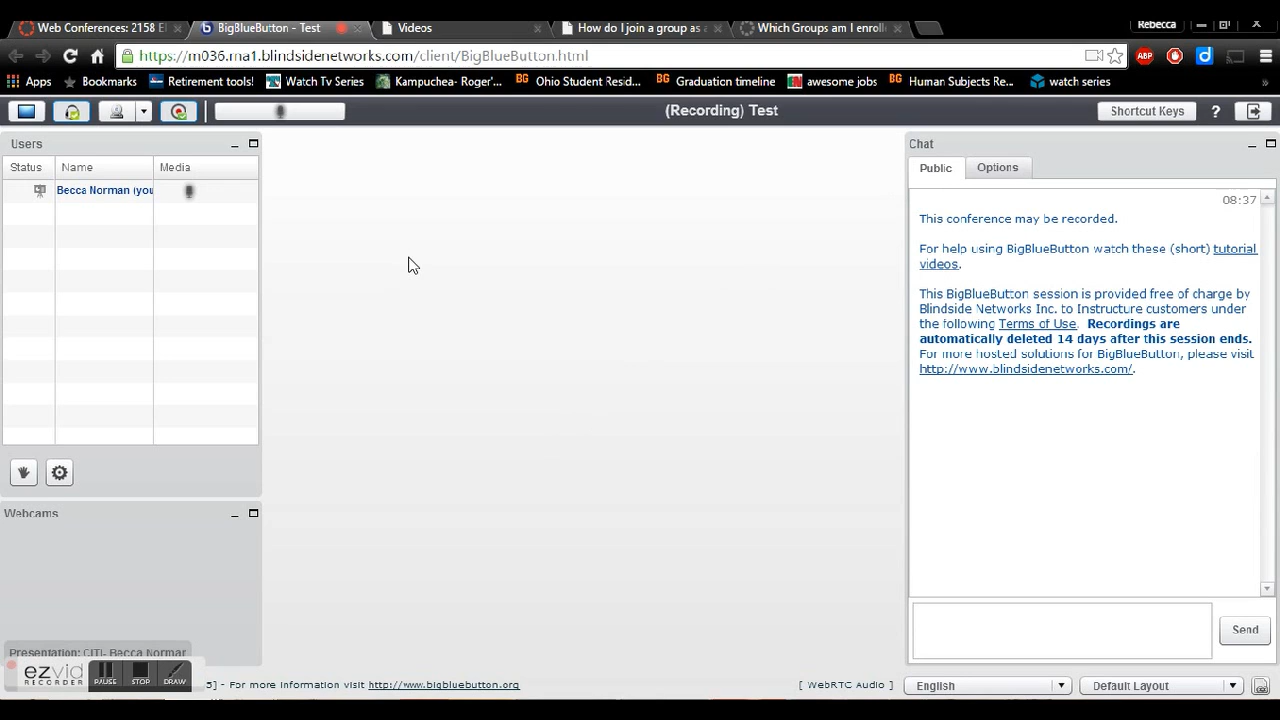 Web Conferences: 2158 E
BigBlueButton - Test
Videos
How do I join a group as
Which Groups am I enroll
Rebecca
https://m036.ma1.blindsidenetworks.com/client/BigBlueButton.html
ABP
Apps
Bookmarks
Retirement tools!
Watch Tv Series
Kampuchea- Roger'...
BG Ohio Student Resid...
BG Graduation timeline
awesome jobs
BG Human Subjects Re...
watch series
»
(Recording) Test
Shortcut Keys
?
Users
Status Name Media
Becca Norman (you
Webcams
Presentation: CITI- Becca Norman
ezvid
RECORDER
PAUSE
STOP
DRAW
5] - For more information visit http://www.bigbluebutton.org
[ WebRTC Audio ]
Chat
Public Options
08:37
This conference may be recorded.
For help using BigBlueButton watch these (short) tutorial
videos.
This BigBlueButton session is provided free of charge by
Blindside Networks Inc. to Instructure customers under
the following Terms of Use. Recordings are
automatically deleted 14 days after this session ends.
For more hosted solutions for BigBlueButton, please visit
http://www.blindsidenetworks.com/.
Send
English
Default Layout